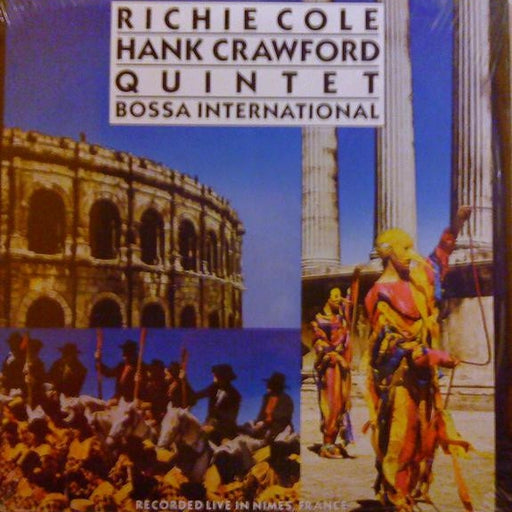 RICHIE COLE
HANK CRAWFORD
QUINTET
BOSSA INTERNATIONAL
RECORDED LIVE IN NIMES, FRANCE